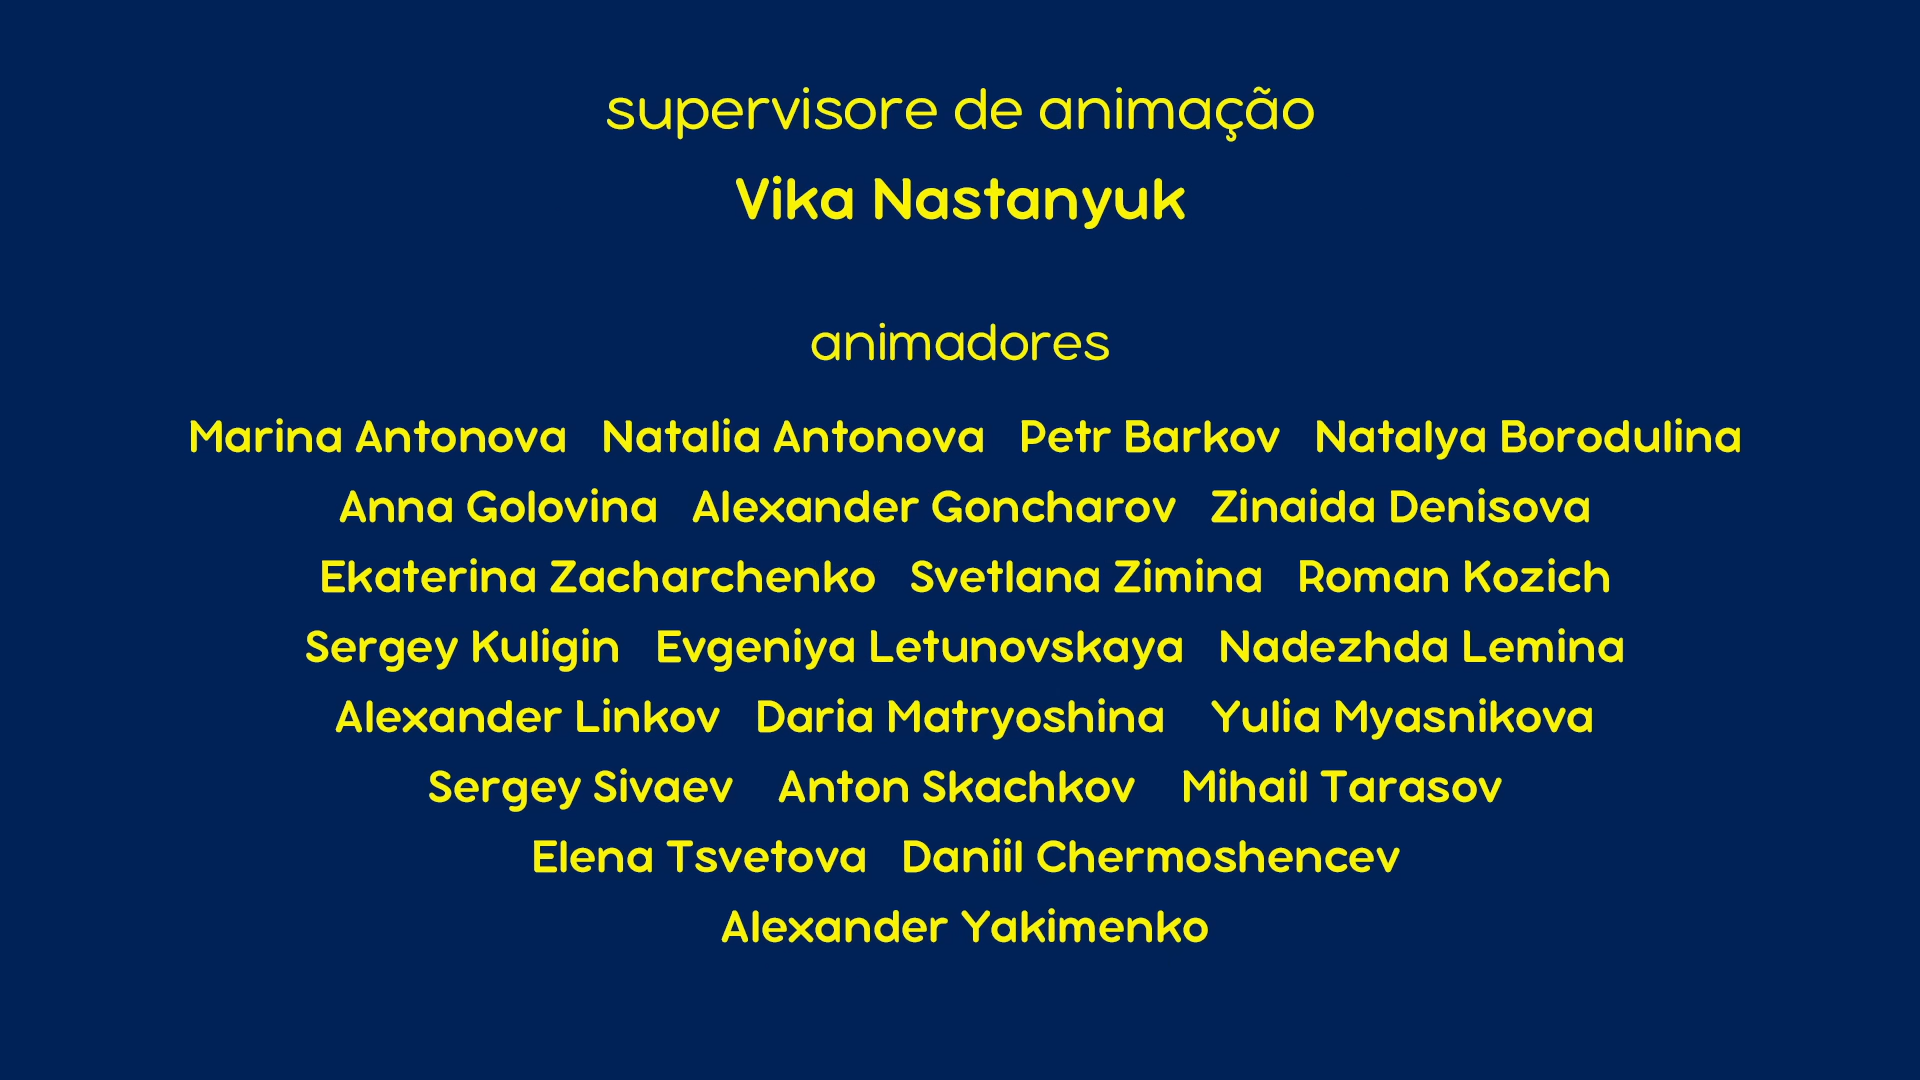 supervisore de animação
Vika Nastanyuk
animadores
Marina Antonova Natalia Antonova Petr Barkov Natalya Borodulina
Anna Golovina Alexander Goncharov Zinaida Denisova
Ekaterina Zacharchenko Svetlana Zimina Roman Kozich
Sergey Kuligin Evgeniya Letunovskaya Nadezhda Lemina
Alexander Linkov Daria Matryoshina Yulia Myasnikova
Sergey Sivaev Anton Skachkov Mihail Tarasov
Elena Tsvetova Daniil Chermoshencev
Alexander Yakimenko